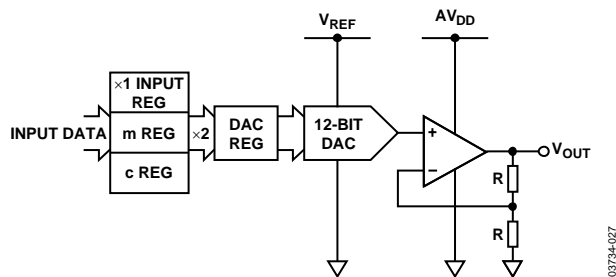 V_REF
AV_DD
×1 INPUT
REG
INPUT DATA
m REG
×2
c REG
DAC
REG
12-BIT
DAC
+
–
V_OUT
R
R
03734-027